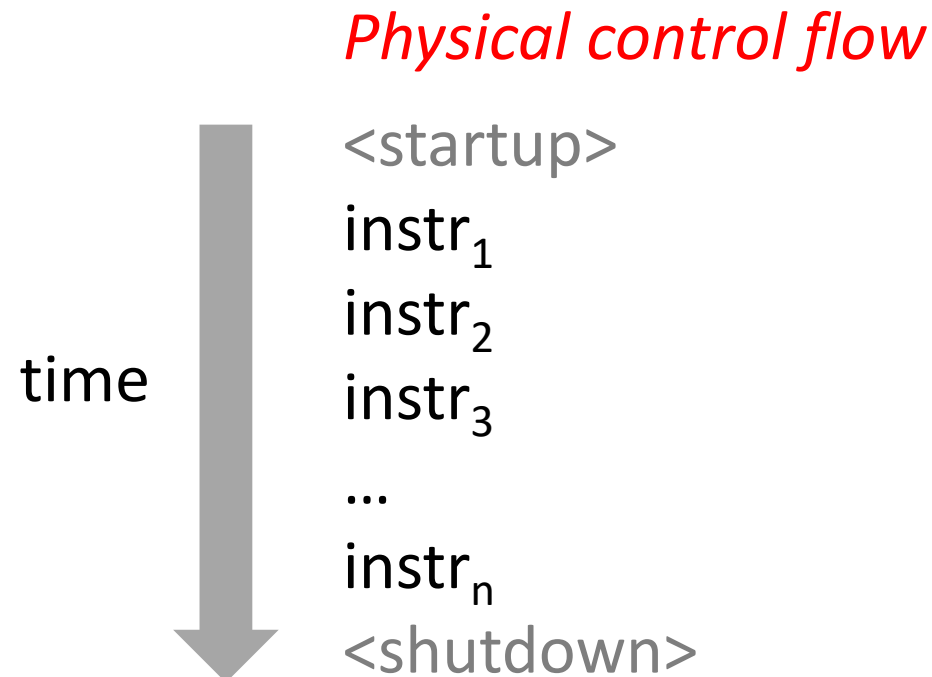 Physical control flow
<startup>
instr₁
instr₂
time
instr₃
…
instrₙ
<shutdown>